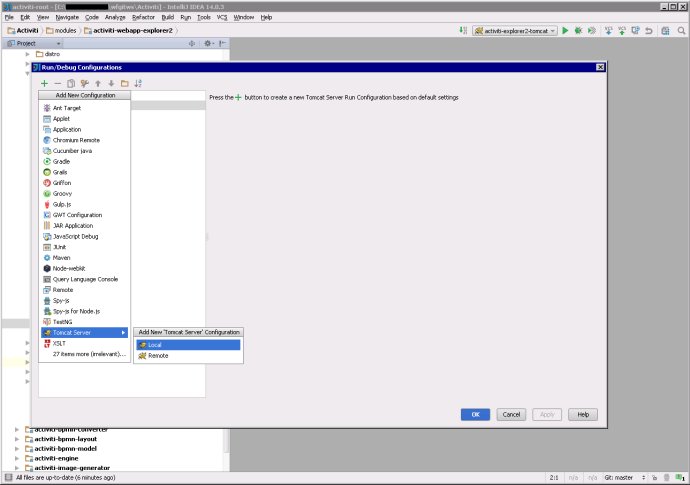 activiti-root - [C:\ \wfgitws\Activiti] - IntelliJ IDEA 14.0.3
File Edit View Navigate Code Analyze Refactor Build Run Tools VCS Window Help
Activiti modules activiti-webapp-explorer2
activiti-explorer2-tomcat
VCS VCS
Project
distro
Run/Debug Configurations
Add New Configuration
Press the + button to create a new Tomcat Server Run Configuration based on default settings
Ant Target
Applet
Application
Chromium Remote
Cucumber java
Gradle
Grails
Griffon
Groovy
Gulp.js
GWT Configuration
JAR Application
JavaScript Debug
JUnit
Maven
Node-webkit
Query Language Console
Remote
Spy-js
Spy-js for Node.js
TestNG
Tomcat Server
XSLT
27 items more (irrelevant)...
Add New 'Tomcat Server' Configuration
Local
Remote
OK Cancel Apply Help
activiti-bpmn-converter
activiti-bpmn-layout
activiti-bpmn-model
activiti-engine
activiti-image-generator
All files are up-to-date (6 minutes ago)
2:1 n/a n/a Git: master